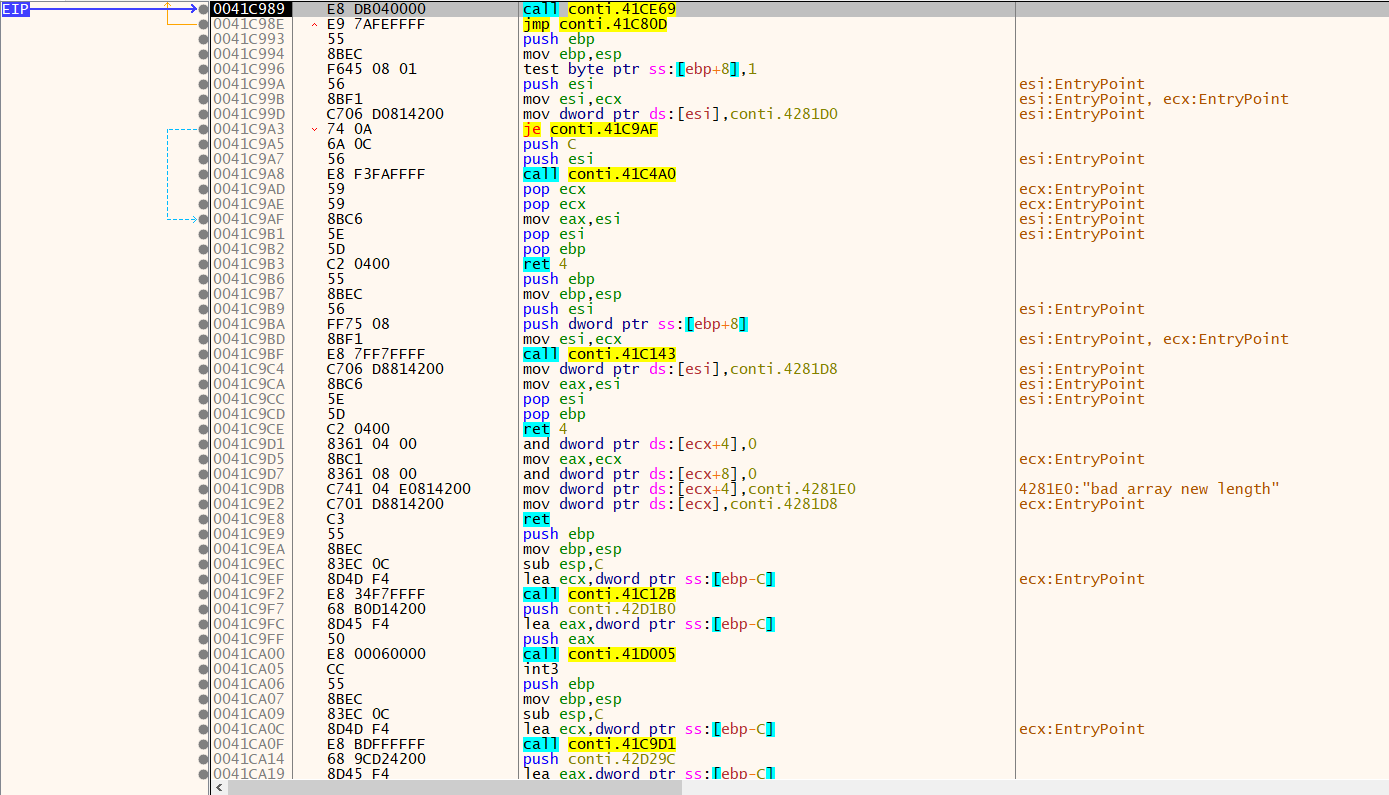 EIP 0041C989 E8 DB040000 call conti.41CE69
0041C98E E9 7AFEFFFF jmp conti.41C80D
0041C993 55 push ebp
0041C994 8BEC mov ebp,esp
0041C996 F645 08 01 test byte ptr ss:[ebp+8],1
0041C99A 56 push esi esi:EntryPoint
0041C99B 8BF1 mov esi,ecx esi:EntryPoint, ecx:EntryPoint
0041C99D C706 D0814200 mov dword ptr ds:[esi],conti.4281D0 esi:EntryPoint
0041C9A3 74 0A je conti.41C9AF
0041C9A5 6A 0C push C
0041C9A7 56 push esi esi:EntryPoint
0041C9A8 E8 F3FAFFFF call conti.41C4A0
0041C9AD 59 pop ecx ecx:EntryPoint
0041C9AE 59 pop ecx ecx:EntryPoint
0041C9AF 8BC6 mov eax,esi esi:EntryPoint
0041C9B1 5E pop esi esi:EntryPoint
0041C9B2 5D pop ebp
0041C9B3 C2 0400 ret 4
0041C9B6 55 push ebp
0041C9B7 8BEC mov ebp,esp
0041C9B9 56 push esi esi:EntryPoint
0041C9BA FF75 08 push dword ptr ss:[ebp+8]
0041C9BD 8BF1 mov esi,ecx esi:EntryPoint, ecx:EntryPoint
0041C9BF E8 7FF7FFFF call conti.41C143
0041C9C4 C706 D8814200 mov dword ptr ds:[esi],conti.4281D8 esi:EntryPoint
0041C9CA 8BC6 mov eax,esi esi:EntryPoint
0041C9CC 5E pop esi esi:EntryPoint
0041C9CD 5D pop ebp
0041C9CE C2 0400 ret 4
0041C9D1 8361 04 00 and dword ptr ds:[ecx+4],0
0041C9D5 8BC1 mov eax,ecx ecx:EntryPoint
0041C9D7 8361 08 00 and dword ptr ds:[ecx+8],0
0041C9DB C741 04 E0814200 mov dword ptr ds:[ecx+4],conti.4281E0 4281E0:"bad array new length"
0041C9E2 C701 D8814200 mov dword ptr ds:[ecx],conti.4281D8 ecx:EntryPoint
0041C9E8 C3 ret
0041C9E9 55 push ebp
0041C9EA 8BEC mov ebp,esp
0041C9EC 83EC 0C sub esp,C
0041C9EF 8D4D F4 lea ecx,dword ptr ss:[ebp-C] ecx:EntryPoint
0041C9F2 E8 34F7FFFF call conti.41C12B
0041C9F7 68 B0D14200 push conti.42D1B0
0041C9FC 8D45 F4 lea eax,dword ptr ss:[ebp-C]
0041C9FF 50 push eax
0041CA00 E8 00060000 call conti.41D005
0041CA05 CC int3
0041CA06 55 push ebp
0041CA07 8BEC mov ebp,esp
0041CA09 83EC 0C sub esp,C
0041CA0C 8D4D F4 lea ecx,dword ptr ss:[ebp-C] ecx:EntryPoint
0041CA0F E8 BDFFFFFF call conti.41C9D1
0041CA14 68 9CD24200 push conti.42D29C
0041CA19 8D45 F4 lea eax,dword ptr ss:[ebp-C]